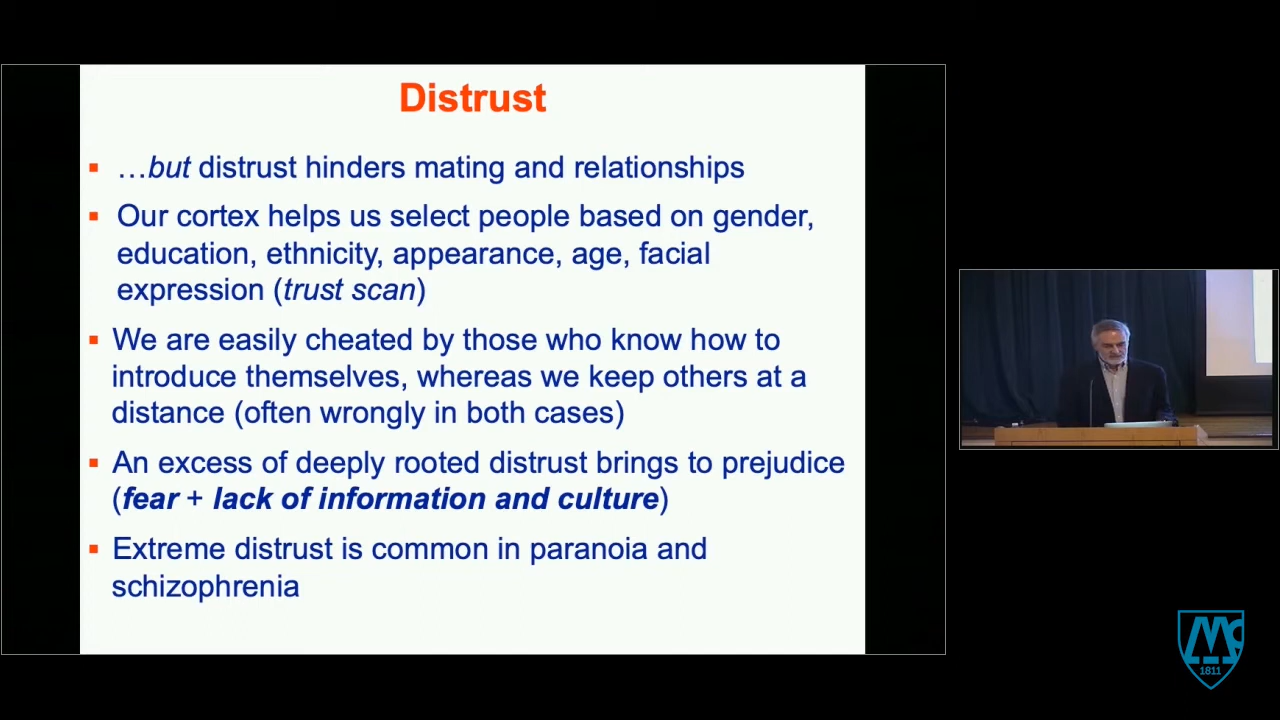 Distrust
…but distrust hinders mating and relationships
Our cortex helps us select people based on gender,
education, ethnicity, appearance, age, facial
expression (trust scan)
We are easily cheated by those who know how to
introduce themselves, whereas we keep others at a
distance (often wrongly in both cases)
An excess of deeply rooted distrust brings to prejudice
(fear + lack of information and culture)
Extreme distrust is common in paranoia and
schizophrenia
Mc
1811